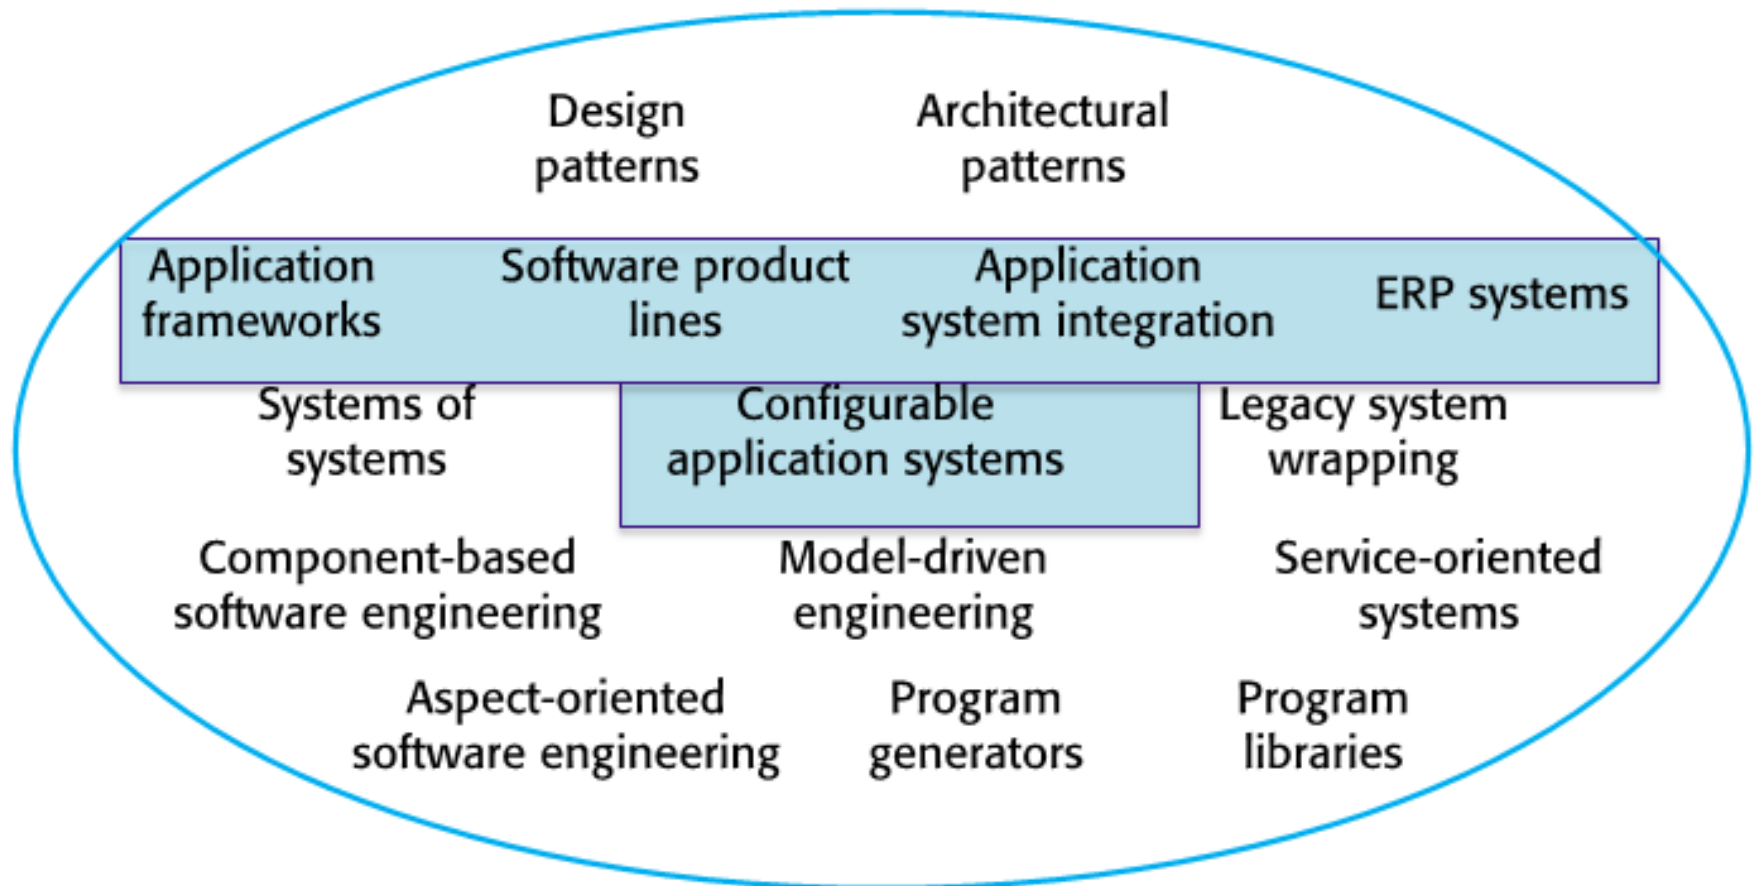 Design
patterns
Architectural
patterns
Application
frameworks
Software product
lines
Application
system integration
ERP systems
Systems of
systems
Configurable
application systems
Legacy system
wrapping
Component-based
software engineering
Model-driven
engineering
Service-oriented
systems
Aspect-oriented
software engineering
Program
generators
Program
libraries